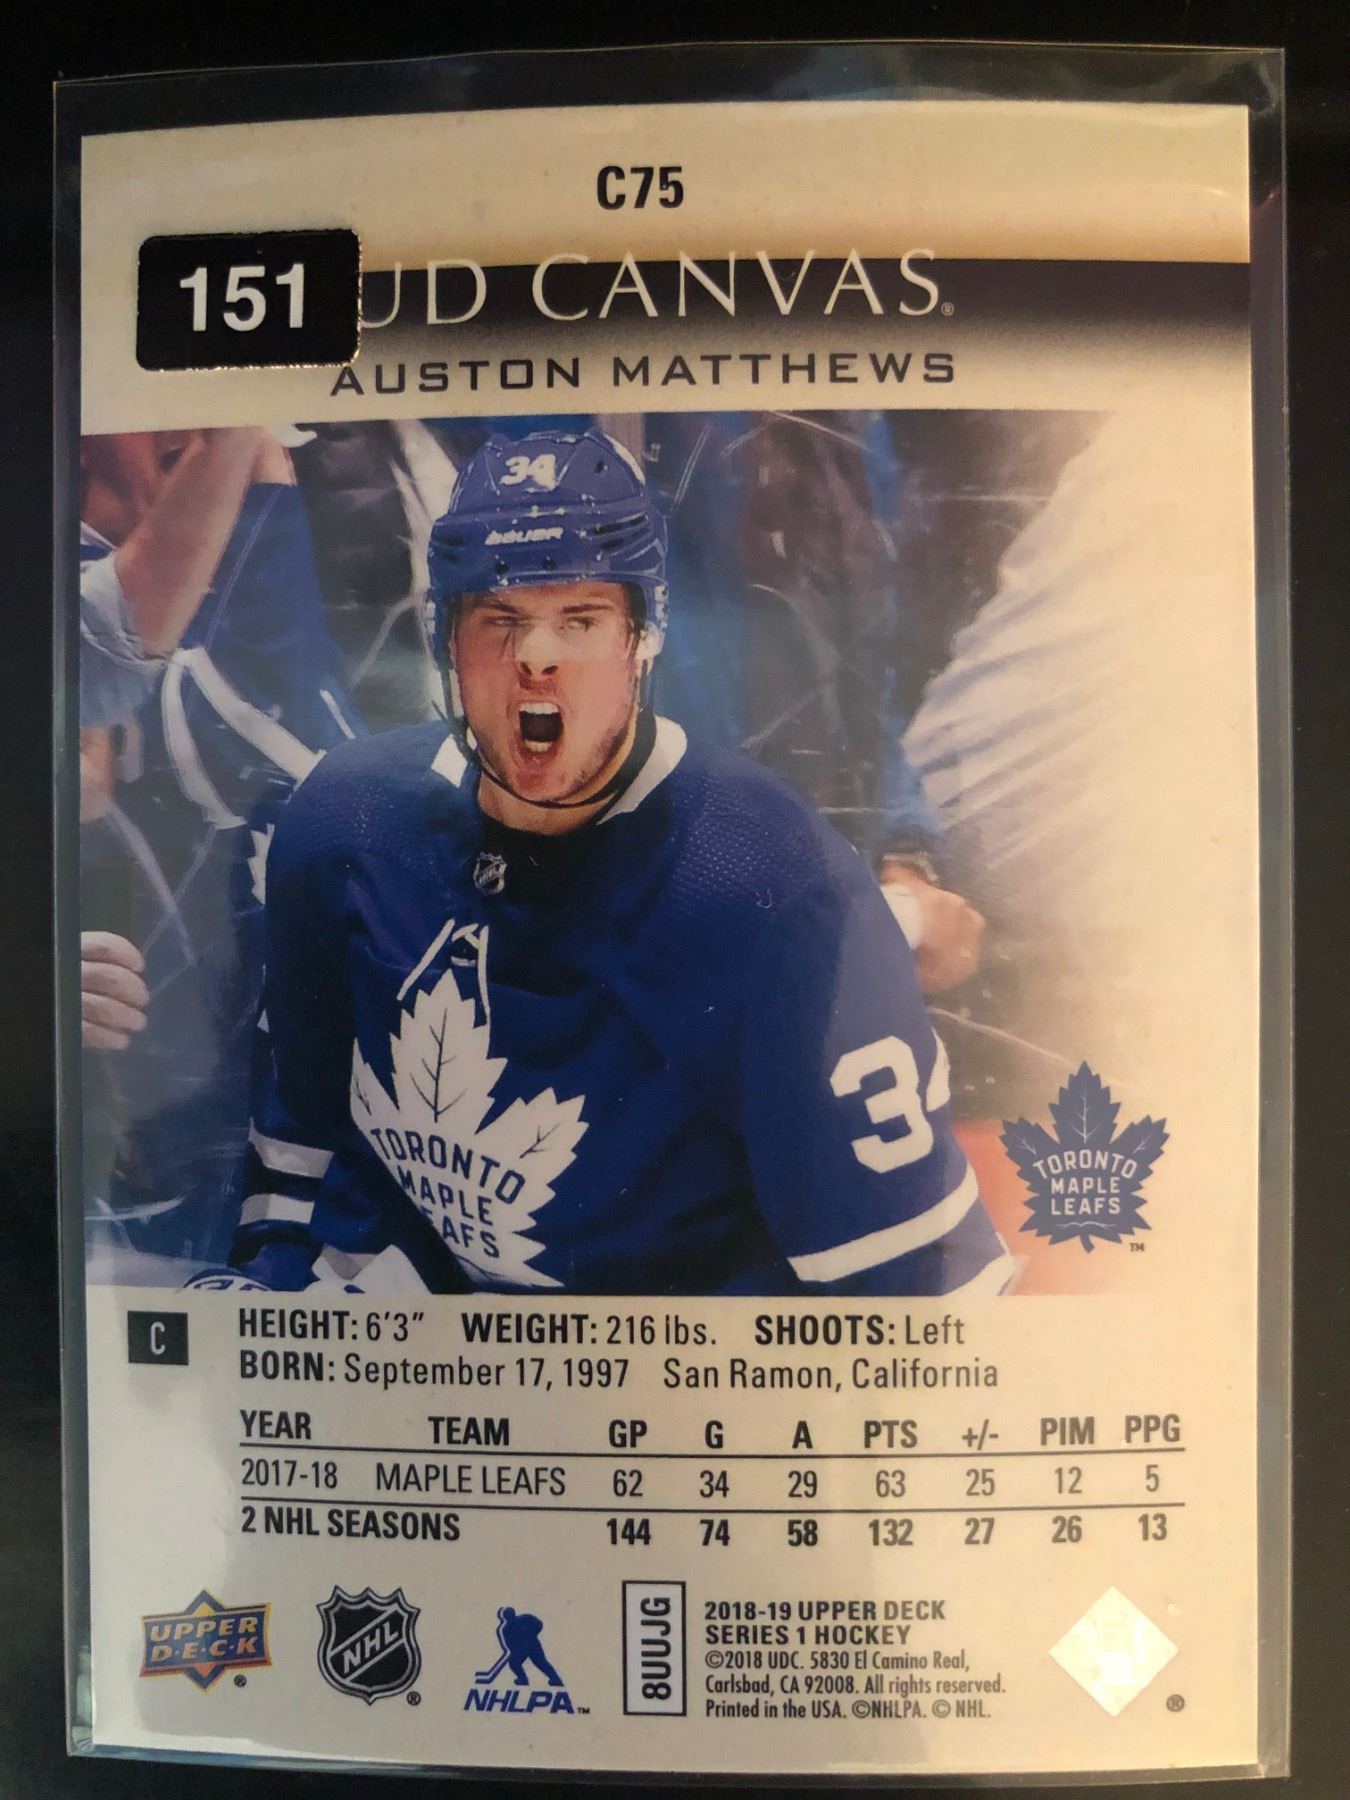 C75
151
UD CANVAS®
AUSTON MATTHEWS
34
BAUER
NHL
TORONTO
MAPLE
LEAFS
34
TORONTO
MAPLE
LEAFS
TM
C
HEIGHT: 6'3" WEIGHT: 216 lbs. SHOOTS: Left
BORN: September 17, 1997 San Ramon, California
YEAR TEAM GP G A PTS +/- PIM PPG
2017-18 MAPLE LEAFS 62 34 29 63 25 12 5
2 NHL SEASONS 144 74 58 132 27 26 13
UPPER
D·E·C·K
®
NHL
®
NHLPA™
8UUJG
2018-19 UPPER DECK
SERIES 1 HOCKEY
©2018 UDC. 5830 El Camino Real,
Carlsbad, CA 92008. All rights reserved.
Printed in the USA. ©NHLPA. © NHL.
®